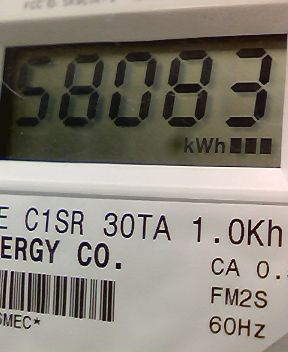 58083
kWh
E C1SR 30TA 1.0Kh
ERGY CO.
CA 0.
FM2S
60Hz
SMEC*